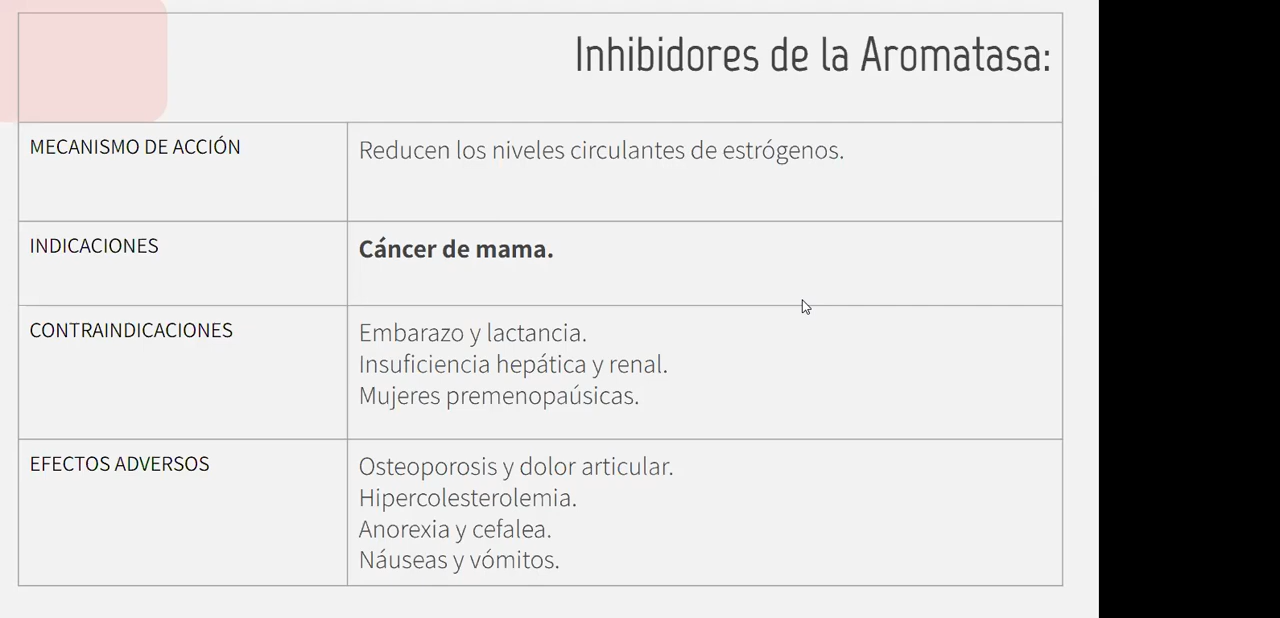 Inhibidores de la Aromatasa:
MECANISMO DE ACCIÓN
Reducen los niveles circulantes de estrógenos.
INDICACIONES
Cáncer de mama.
CONTRAINDICACIONES
Embarazo y lactancia.
Insuficiencia hepática y renal.
Mujeres premenopaúsicas.
EFECTOS ADVERSOS
Osteoporosis y dolor articular.
Hipercolesterolemia.
Anorexia y cefalea.
Náuseas y vómitos.